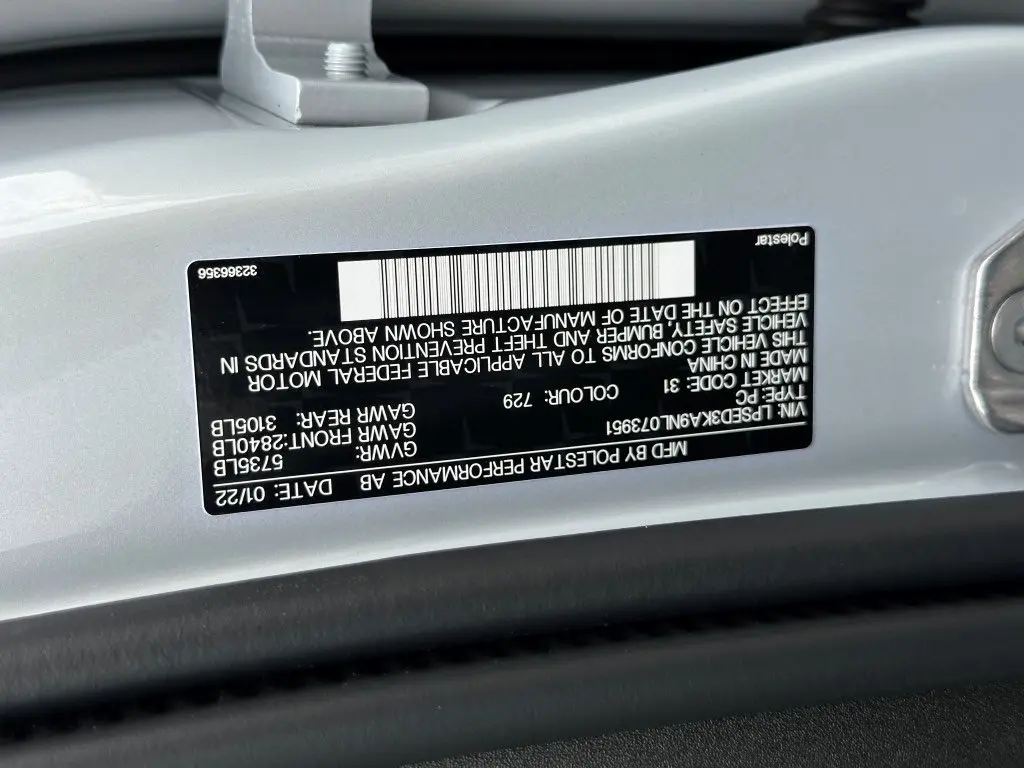 MFD BY POLESTAR PERFORMANCE AB DATE: 01/22
VIN: LPSED3KA9NL073951 GVWR: 5735LB
TYPE: PC GAWR FRONT: 2840LB
MARKET CODE: 31 COLOUR: 729 GAWR REAR: 3105LB
MADE IN CHINA
THIS VEHICLE CONFORMS TO ALL APPLICABLE FEDERAL MOTOR
VEHICLE SAFETY, BUMPER AND THEFT PREVENTION STANDARDS IN
EFFECT ON THE DATE OF MANUFACTURE SHOWN ABOVE.
Polestar 32366356